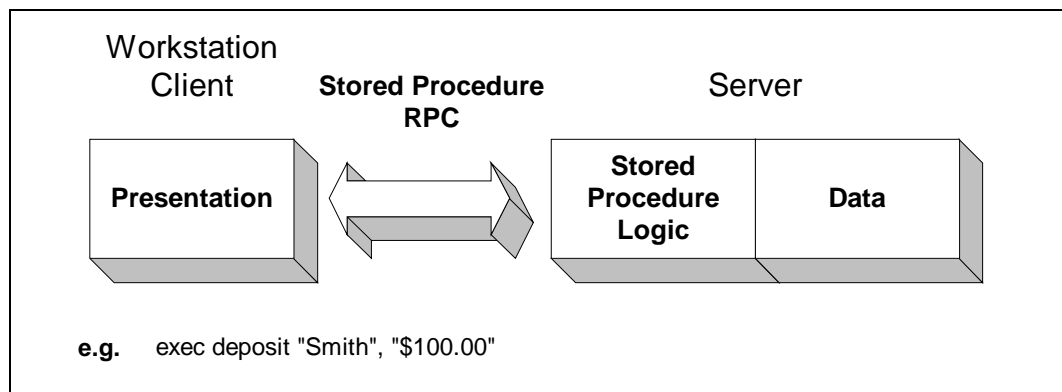 Workstation
Client
Stored Procedure
RPC
Server
Presentation
Stored
Procedure
Logic
Data
e.g. exec deposit "Smith", "$100.00"